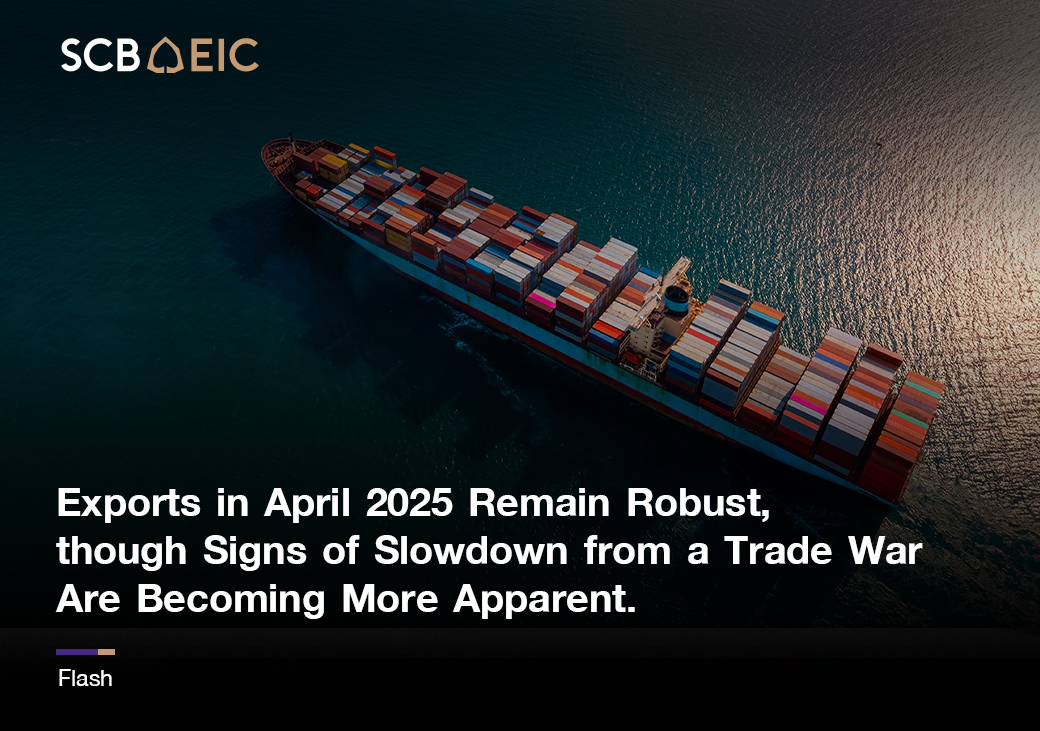 SCB EIC
Exports in April 2025 Remain Robust,
though Signs of Slowdown from a Trade War
Are Becoming More Apparent.
Flash